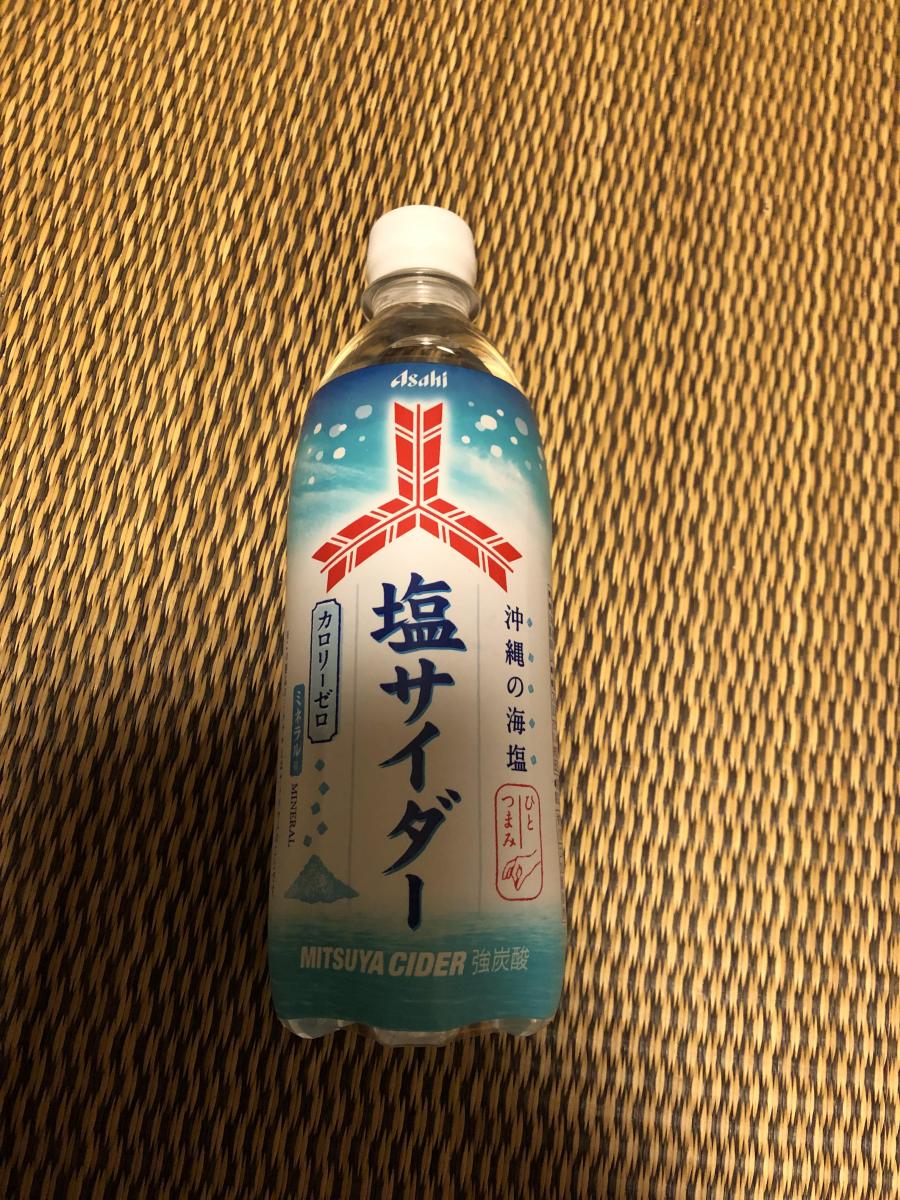 Asahi
塩サイダー
沖縄の海塩
ひと
つまみ
カロリーゼロ
ミネラル
MINERAL
MITSUYA CIDER 強炭酸